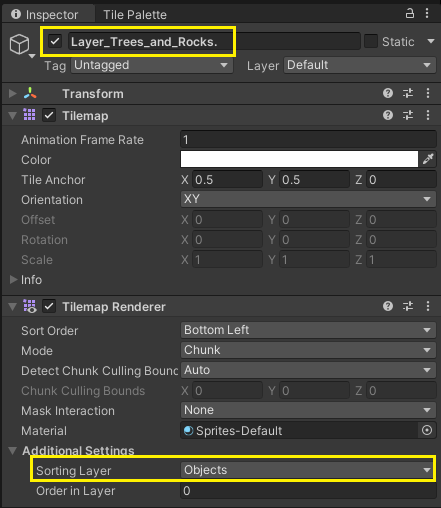 Inspector Tile Palette
Layer_Trees_and_Rocks. Static
Tag Untagged Layer Default
Transform
Tilemap
Animation Frame Rate 1
Color
Tile Anchor X 0.5 Y 0.5 Z 0
Orientation XY
Offset X 0 Y 0 Z 0
Rotation X 0 Y 0 Z 0
Scale X 1 Y 1 Z 1
Info
Tilemap Renderer
Sort Order Bottom Left
Mode Chunk
Detect Chunk Culling Bound Auto
Chunk Culling Bounds X 0 Y 0 Z 0
Mask Interaction None
Material Sprites-Default
Additional Settings
Sorting Layer Objects
Order in Layer 0